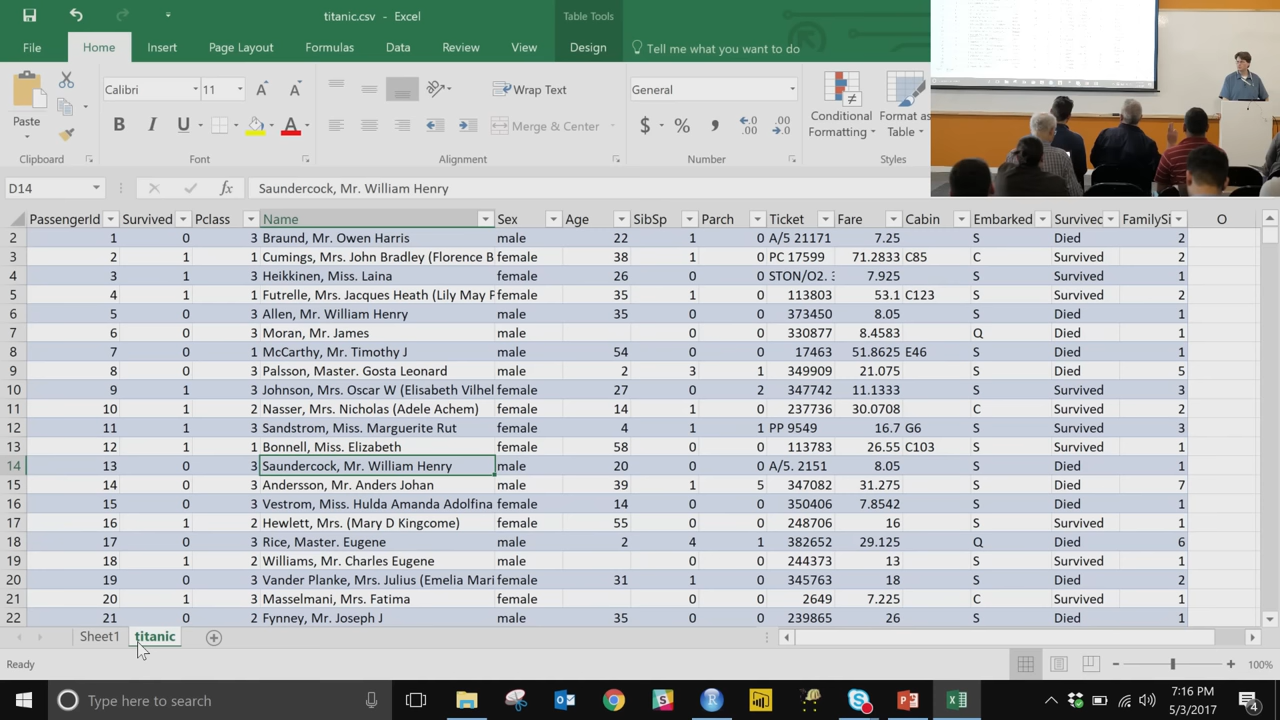 titanic.csv - Excel
Table Tools
File Home Insert Page Layout Formulas Data Review View Design Tell me what you want to do
Calibri 11 Wrap Text General
Paste B I U Merge & Center $ % , Conditional Formatting Format as Table
Clipboard Font Alignment Number Styles
D14 fx Saundercock, Mr. William Henry
PassengerId Survived Pclass Name Sex Age SibSp Parch Ticket Fare Cabin Embarked Survived FamilySi O
2 1 0 3 Braund, Mr. Owen Harris male 22 1 0 A/5 21171 7.25 S Died 2
3 2 1 1 Cumings, Mrs. John Bradley (Florence B female 38 1 0 PC 17599 71.2833 C85 C Survived 2
4 3 1 3 Heikkinen, Miss. Laina female 26 0 0 STON/O2. 7.925 S Survived 1
5 4 1 1 Futrelle, Mrs. Jacques Heath (Lily May P female 35 1 0 113803 53.1 C123 S Survived 2
6 5 0 3 Allen, Mr. William Henry male 35 0 0 373450 8.05 S Died 1
7 6 0 3 Moran, Mr. James male 0 0 330877 8.4583 Q Died 1
8 7 0 1 McCarthy, Mr. Timothy J male 54 0 0 17463 51.8625 E46 S Died 1
9 8 0 3 Palsson, Master. Gosta Leonard male 2 3 1 349909 21.075 S Died 5
10 9 1 3 Johnson, Mrs. Oscar W (Elisabeth Vilhel female 27 0 2 347742 11.1333 S Survived 3
11 10 1 2 Nasser, Mrs. Nicholas (Adele Achem) female 14 1 0 237736 30.0708 C Survived 2
12 11 1 3 Sandstrom, Miss. Marguerite Rut female 4 1 1 PP 9549 16.7 G6 S Survived 3
13 12 1 1 Bonnell, Miss. Elizabeth female 58 0 0 113783 26.55 C103 S Survived 1
14 13 0 3 Saundercock, Mr. William Henry male 20 0 0 A/5. 2151 8.05 S Died 1
15 14 0 3 Andersson, Mr. Anders Johan male 39 1 5 347082 31.275 S Died 7
16 15 0 3 Vestrom, Miss. Hulda Amanda Adolfina female 14 0 0 350406 7.8542 S Died 1
17 16 1 2 Hewlett, Mrs. (Mary D Kingcome) female 55 0 0 248706 16 S Survived 1
18 17 0 3 Rice, Master. Eugene male 2 4 1 382652 29.125 Q Died 6
19 18 1 2 Williams, Mr. Charles Eugene male 0 0 244373 13 S Survived 1
20 19 0 3 Vander Planke, Mrs. Julius (Emelia Mari female 31 1 0 345763 18 S Died 2
21 20 1 3 Masselmani, Mrs. Fatima female 0 0 2649 7.225 C Survived 1
22 21 0 2 Fynney, Mr. Joseph J male 35 0 0 239865 26 S Died 1
Sheet1 titanic
Ready 100%
Type here to search
7:16 PM
5/3/2017
4